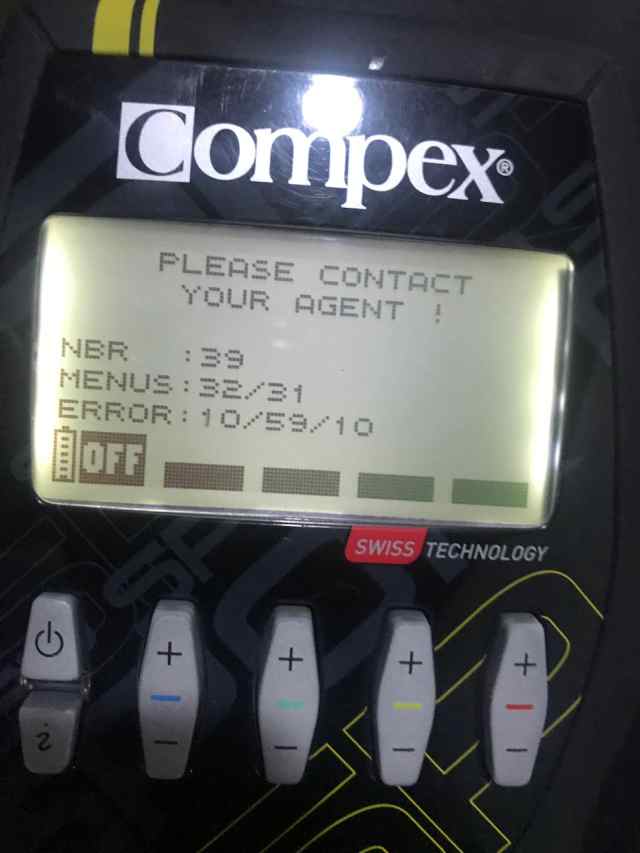 Compex®
PLEASE CONTACT
YOUR AGENT !
NBR :39
MENUS:32/31
ERROR:10/59/10
OFF
SWISS TECHNOLOGY
+ + + +
i
- - - -